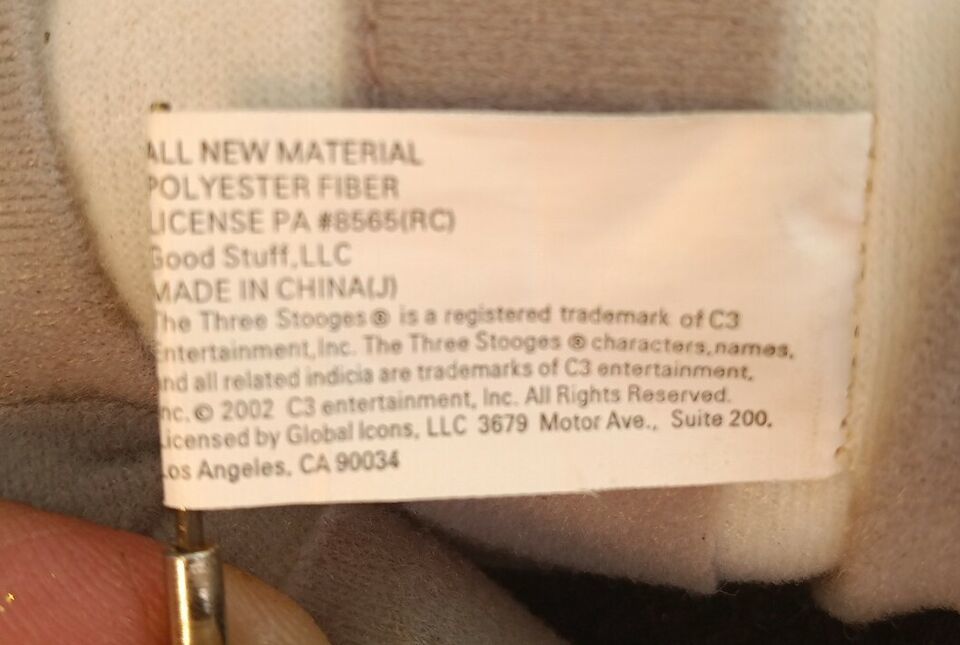 ALL NEW MATERIAL
POLYESTER FIBER
LICENSE PA #8565(RC)
Good Stuff,LLC
MADE IN CHINA(J)
The Three Stooges ® is a registered trademark of C3
Entertainment, Inc. The Three Stooges ® characters, names,
and all related indicia are trademarks of C3 entertainment,
Inc. © 2002 C3 entertainment, Inc. All Rights Reserved.
Licensed by Global Icons, LLC 3679 Motor Ave., Suite 200,
Los Angeles, CA 90034